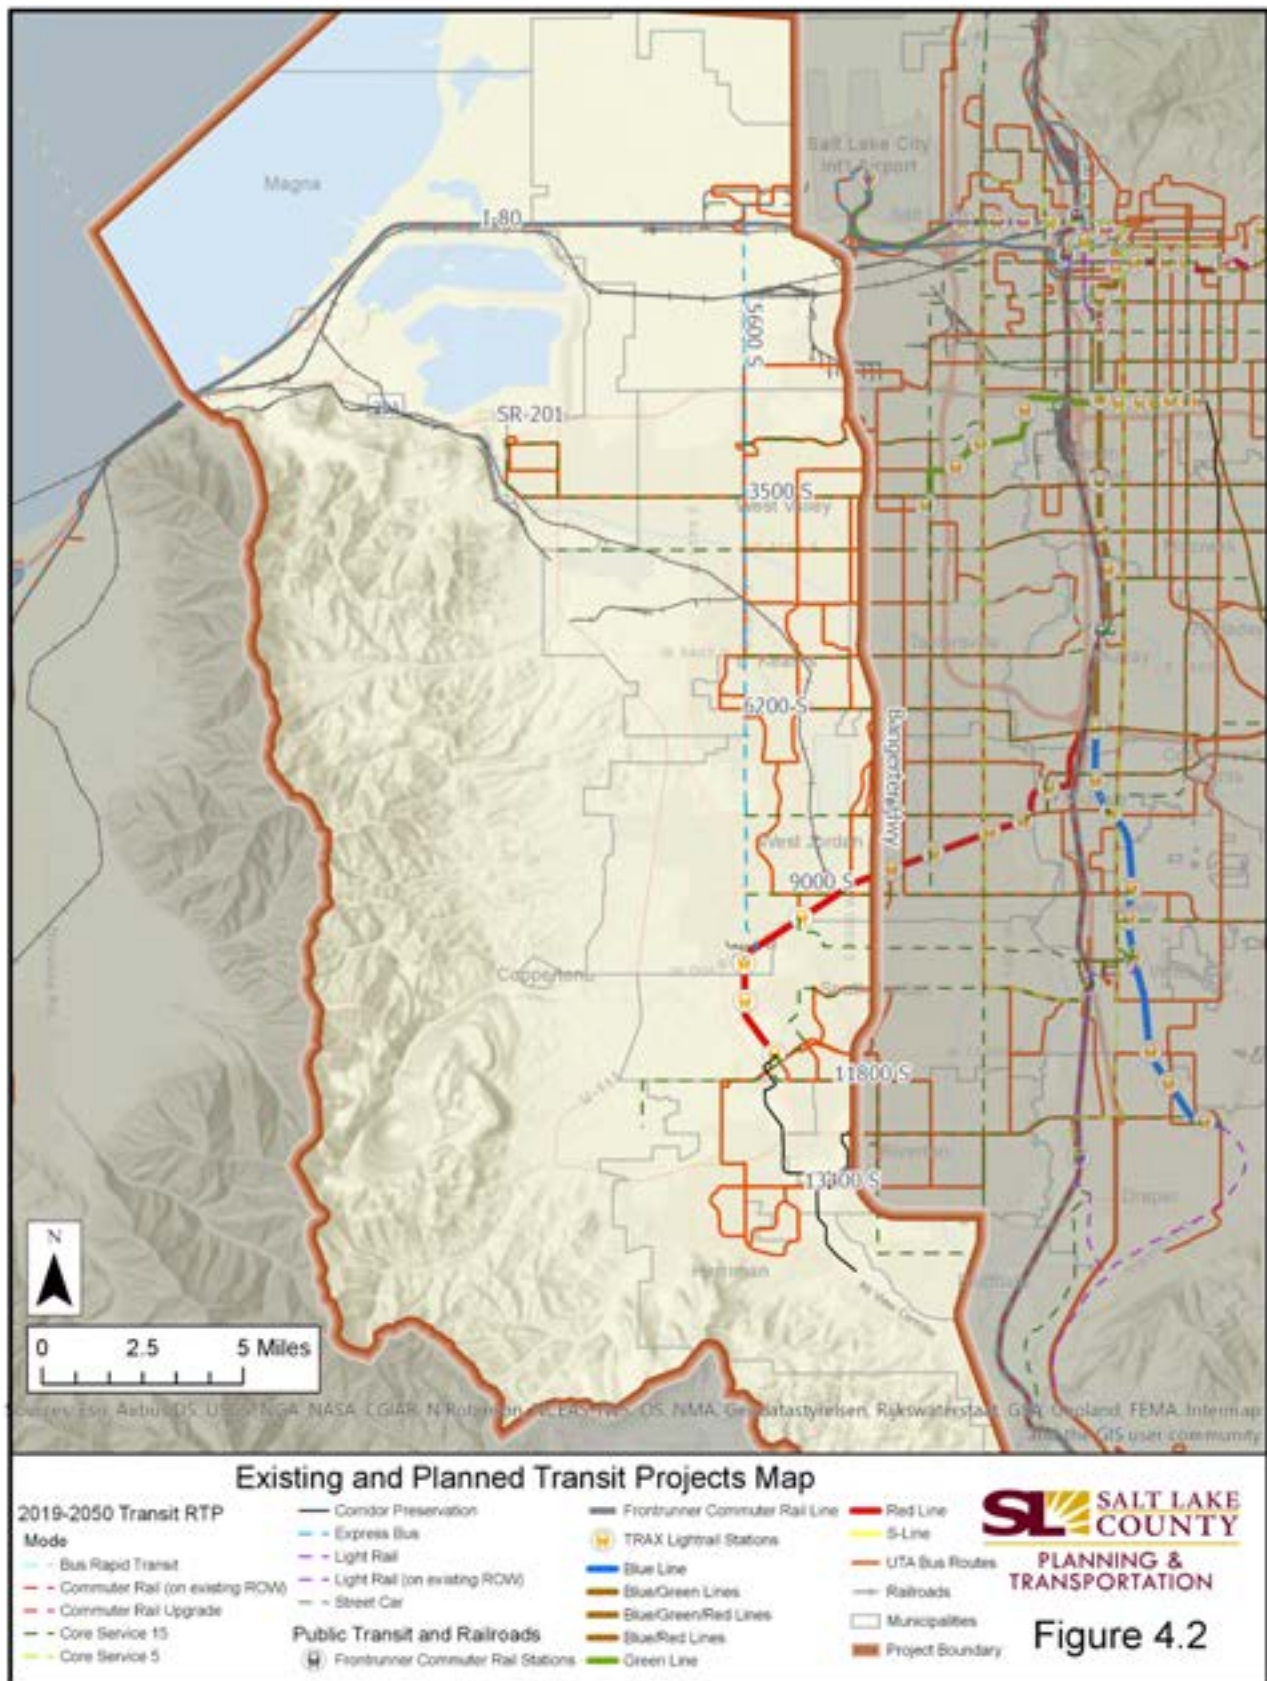 Salt Lake City
Int'l Airport
Magna
I-80
5600 S
SR-201
3500 S
West Valley
Kearns
6200 S
Bangerter Hwy
West Jordan
9000 S
Copperton
U-111
11800 S
Riverton
13400 S
Draper
Herriman
N
0 2.5 5 Miles
Existing and Planned Transit Projects Map
2019-2050 Transit RTP
Mode
Bus Rapid Transit
Commuter Rail (on existing ROW)
Commuter Rail Upgrade
Core Service 15
Core Service 5
Corridor Preservation
Express Bus
Light Rail
Light Rail (on existing ROW)
Street Car
Public Transit and Railroads
Frontrunner Commuter Rail Stations
Frontrunner Commuter Rail Line
TRAX Lightrail Stations
Blue Line
Blue/Green Lines
Blue/Green/Red Lines
Blue/Red Lines
Green Line
Red Line
S-Line
UTA Bus Routes
Railroads
Municipalities
Project Boundary
SL SALT LAKE
COUNTY
PLANNING &
TRANSPORTATION
Figure 4.2